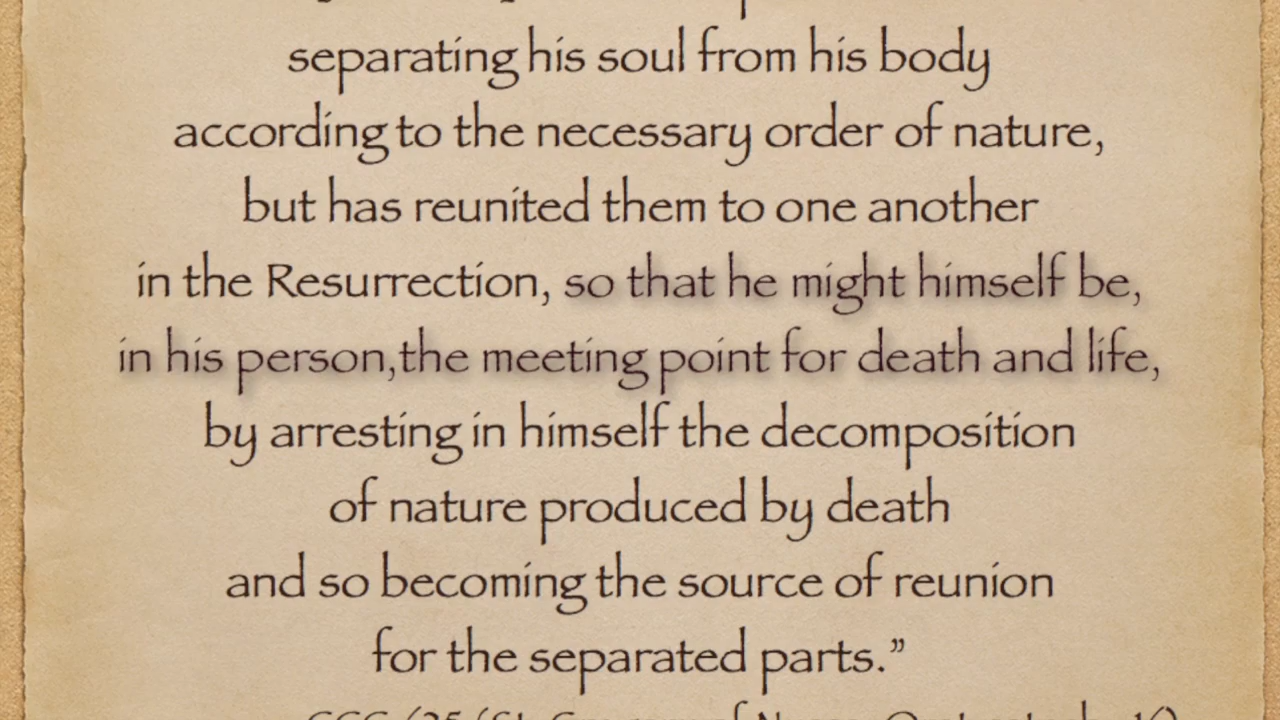 separating his soul from his body
according to the necessary order of nature,
but has reunited them to one another
in the Resurrection, so that he might himself be,
in his person,the meeting point for death and life,
by arresting in himself the decomposition
of nature produced by death
and so becoming the source of reunion
for the separated parts.”